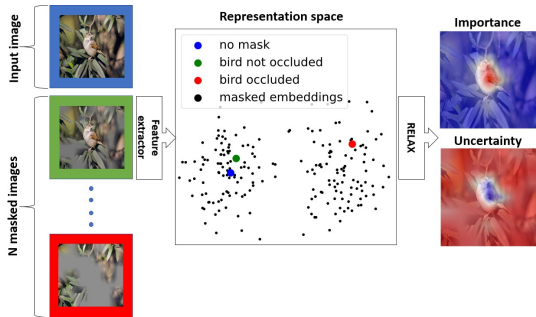 Input image
N masked images
Feature
extractor
Representation space
no mask
bird not occluded
bird occluded
masked embeddings
RELAX
Importance
Uncertainty